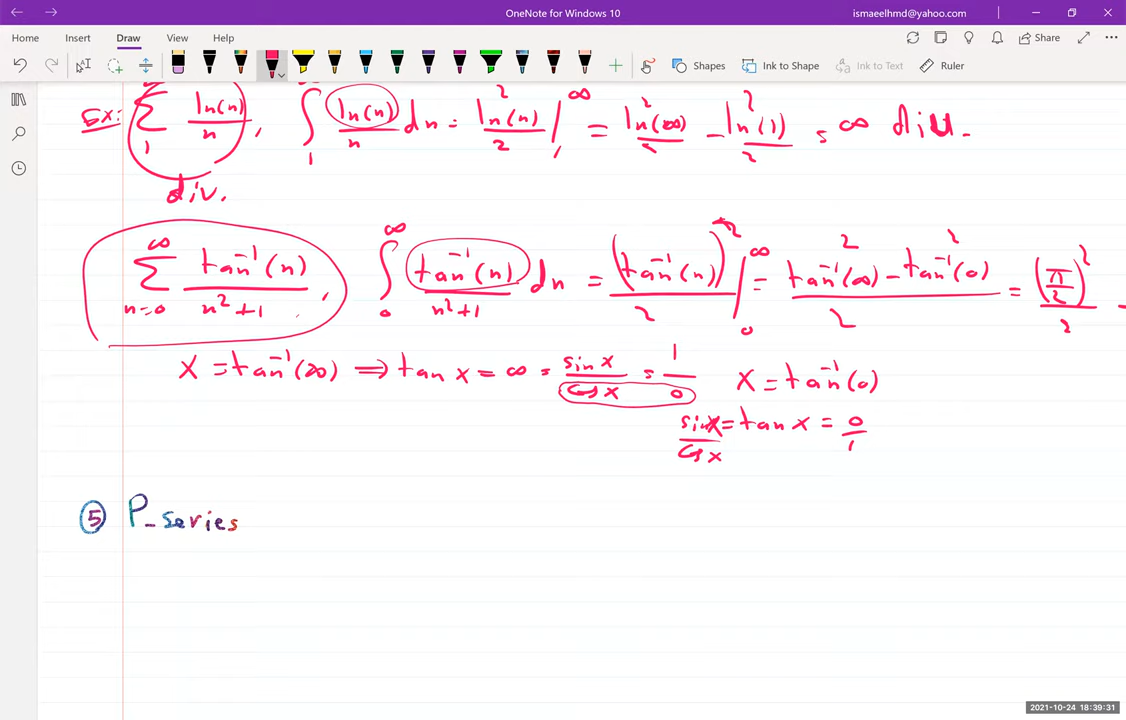 OneNote for Windows 10
ismaeelhmd@yahoo.com
Home Insert Draw View Help
Share
Shapes Ink to Shape Ink to Text Ruler
Ex: ∑ ln(n)/n , ∫₁^∞ ln(n)/n dn = ln²(n)/2 |₁^∞ = ln²(∞)/2 - ln²(1)/2 = ∞ div.
div.
∑_{n=0}^∞ tan⁻¹(n)/(n²+1) , ∫₀^∞ tan⁻¹(n)/(n²+1) dn = (tan⁻¹(n))²/2 |₀^∞ = (tan⁻¹²(∞) - tan⁻¹²(0))/2 = (π/2)²/2 -
x = tan⁻¹(∞) ⟹ tan x = ∞ = sin x/cos x = 1/0
x = tan⁻¹(0)
sin x/cos x = tan x = 0/1
⑤ P_series
2021-10-24 18:39:31